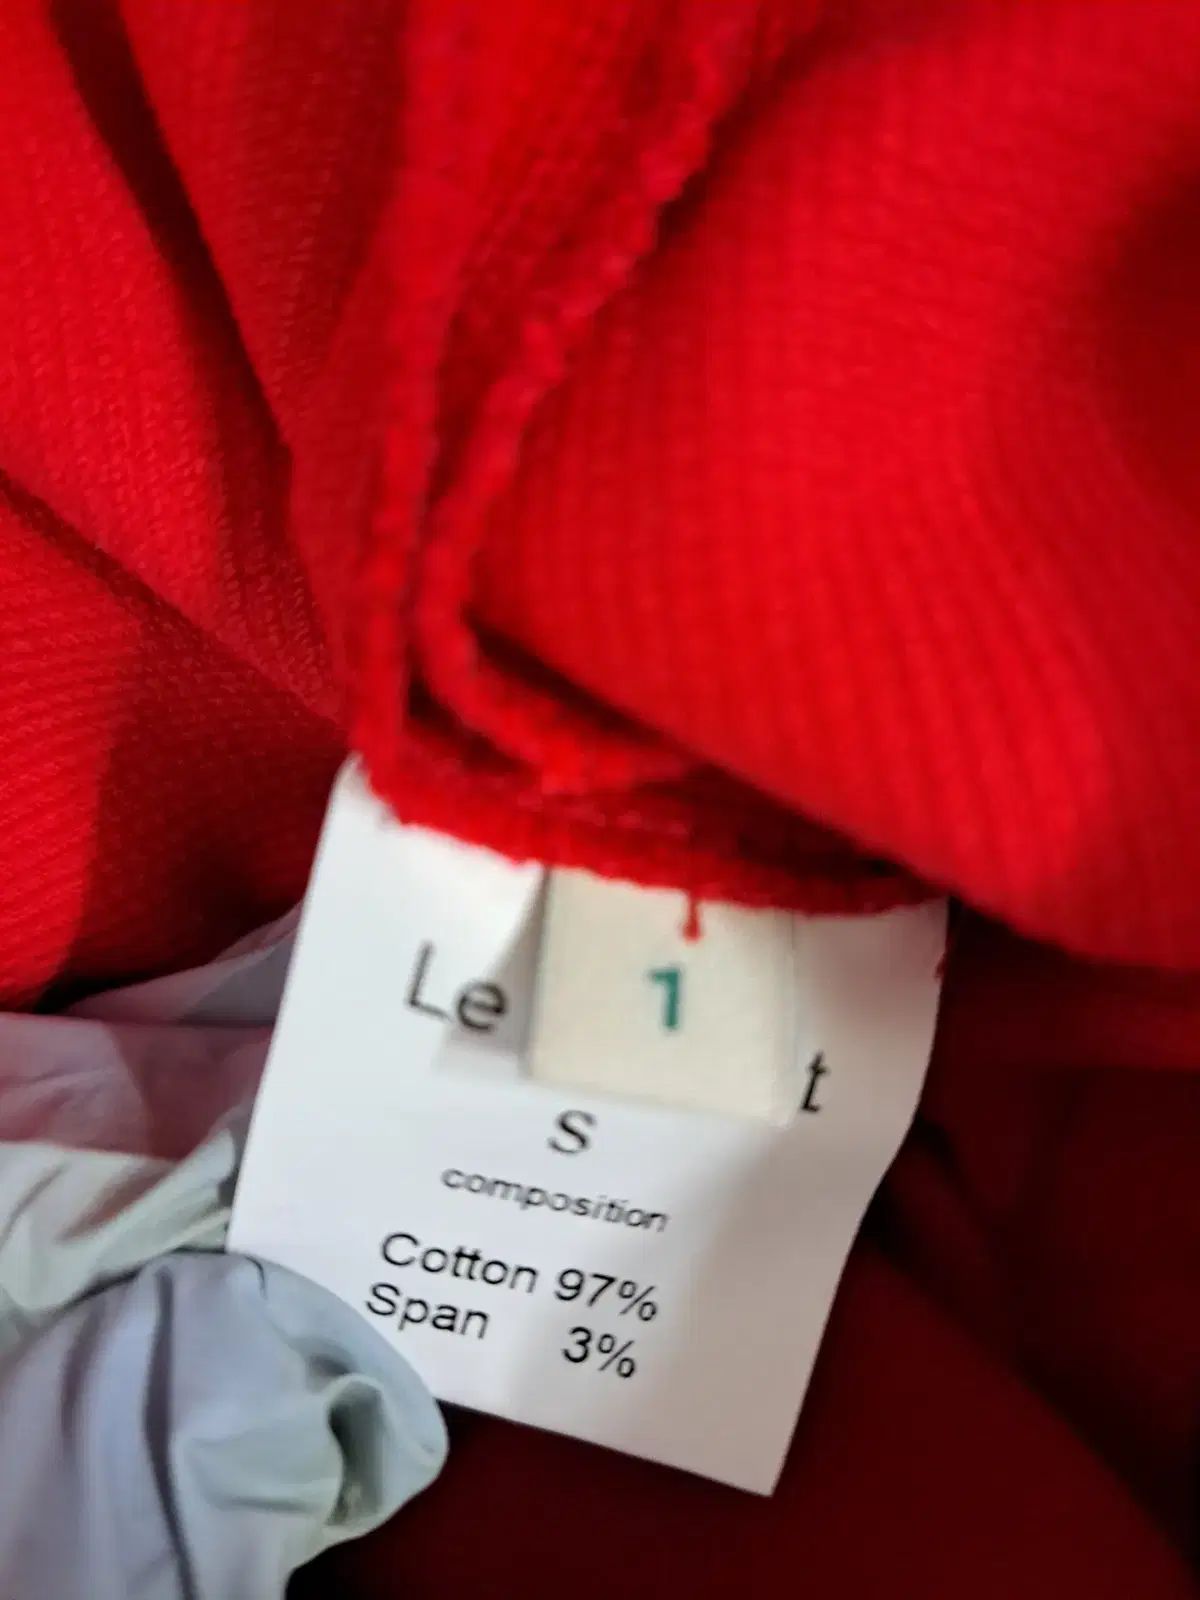 Le
1
t
S
composition
Cotton 97%
Span 3%